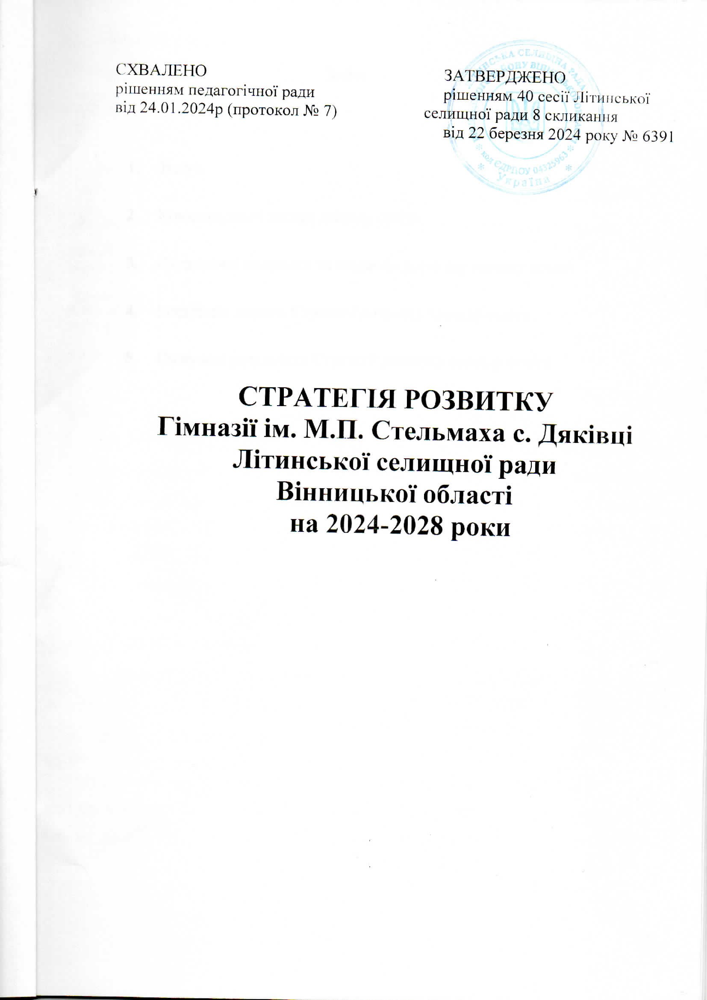 СХВАЛЕНО
рішенням педагогічної ради
від 24.01.2024р (протокол № 7)
ЗАТВЕРДЖЕНО
рішенням 40 сесії Літинської
селищної ради 8 скликання
від 22 березня 2024 року № 6391
СЕЛИЩНА РАДА
* код ЄДРПОУ 04325963 *
* Україна *
СТРАТЕГІЯ РОЗВИТКУ
Гімназії ім. М.П. Стельмаха с. Дяківці
Літинської селищної ради
Вінницької області
на 2024-2028 роки